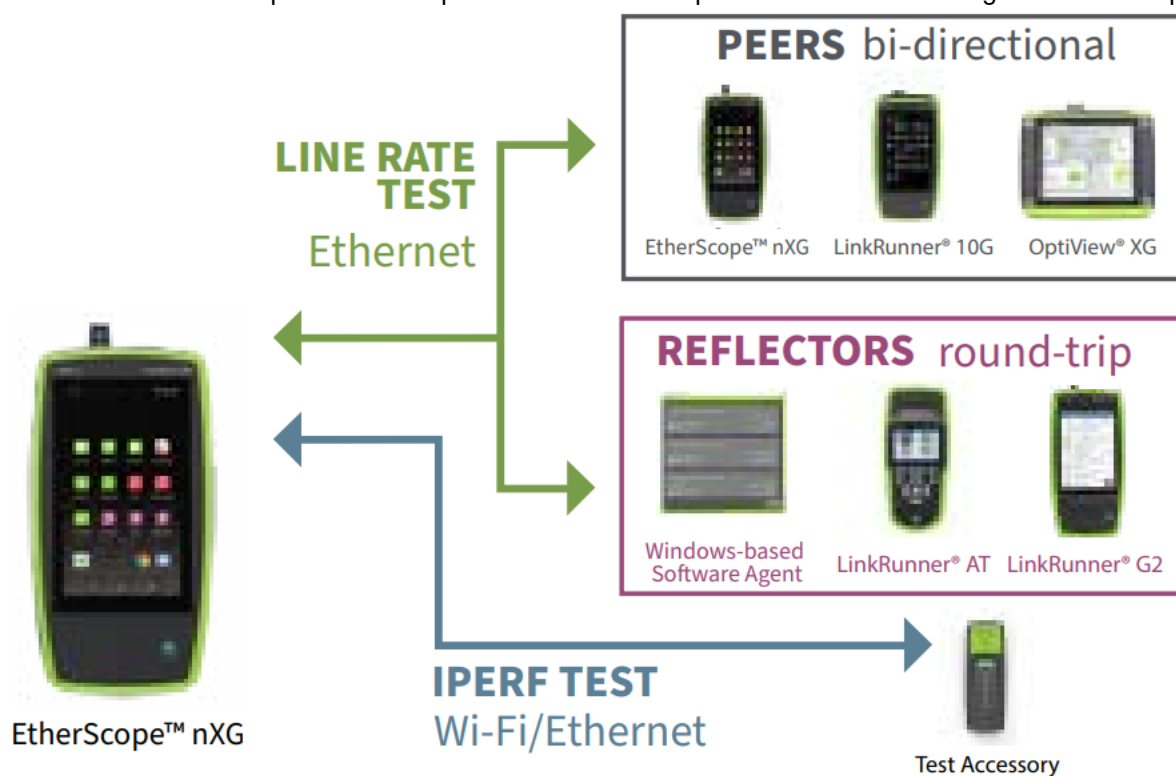 PEERS bi-directional
LINE RATE
TEST
Ethernet
EtherScope™ nXG
LinkRunner® 10G
OptiView® XG
REFLECTORS round-trip
Windows-based
Software Agent
LinkRunner® AT
LinkRunner® G2
IPERF TEST
Wi-Fi/Ethernet
EtherScope™ nXG
Test Accessory